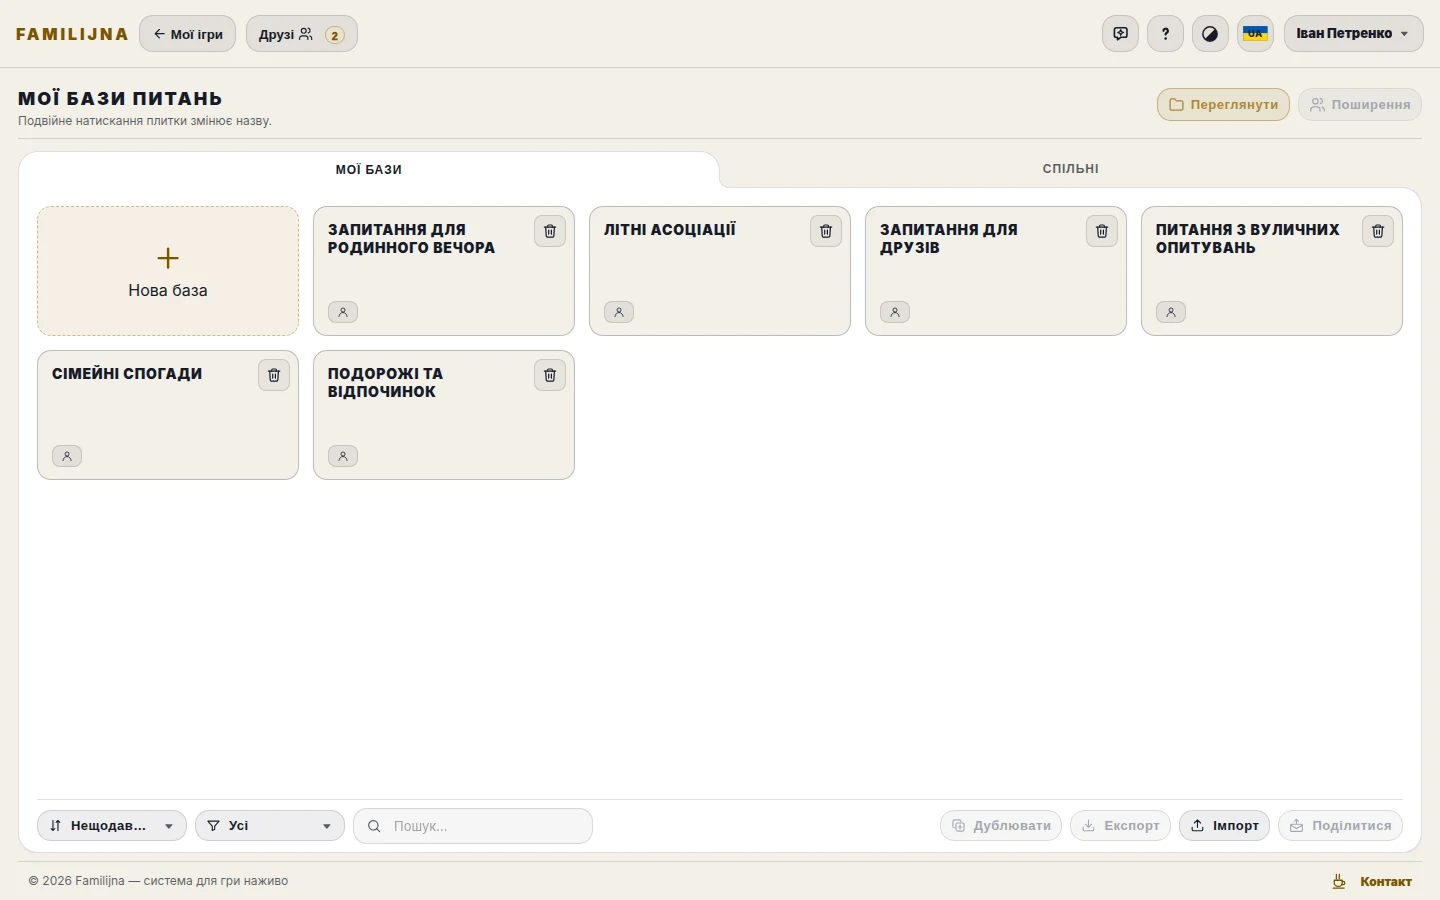 FAMILIJNA
Мої ігри
Друзі
2
?
UA
Іван Петренко
МОЇ БАЗИ ПИТАНЬ
Подвійне натискання плитки змінює назву.
Переглянути
Поширення
МОЇ БАЗИ
СПІЛЬНІ
Нова база
ЗАПИТАННЯ ДЛЯ
РОДИННОГО ВЕЧОРА
ЛІТНІ АСОЦІАЦІЇ
ЗАПИТАННЯ ДЛЯ
ДРУЗІВ
ПИТАННЯ З ВУЛИЧНИХ
ОПИТУВАНЬ
СІМЕЙНІ СПОГАДИ
ПОДОРОЖІ ТА
ВІДПОЧИНОК
Нещодав...
Усі
Пошук...
Дублювати
Експорт
Імпорт
Поділитися
© 2026 Familijna — система для гри наживо
Контакт